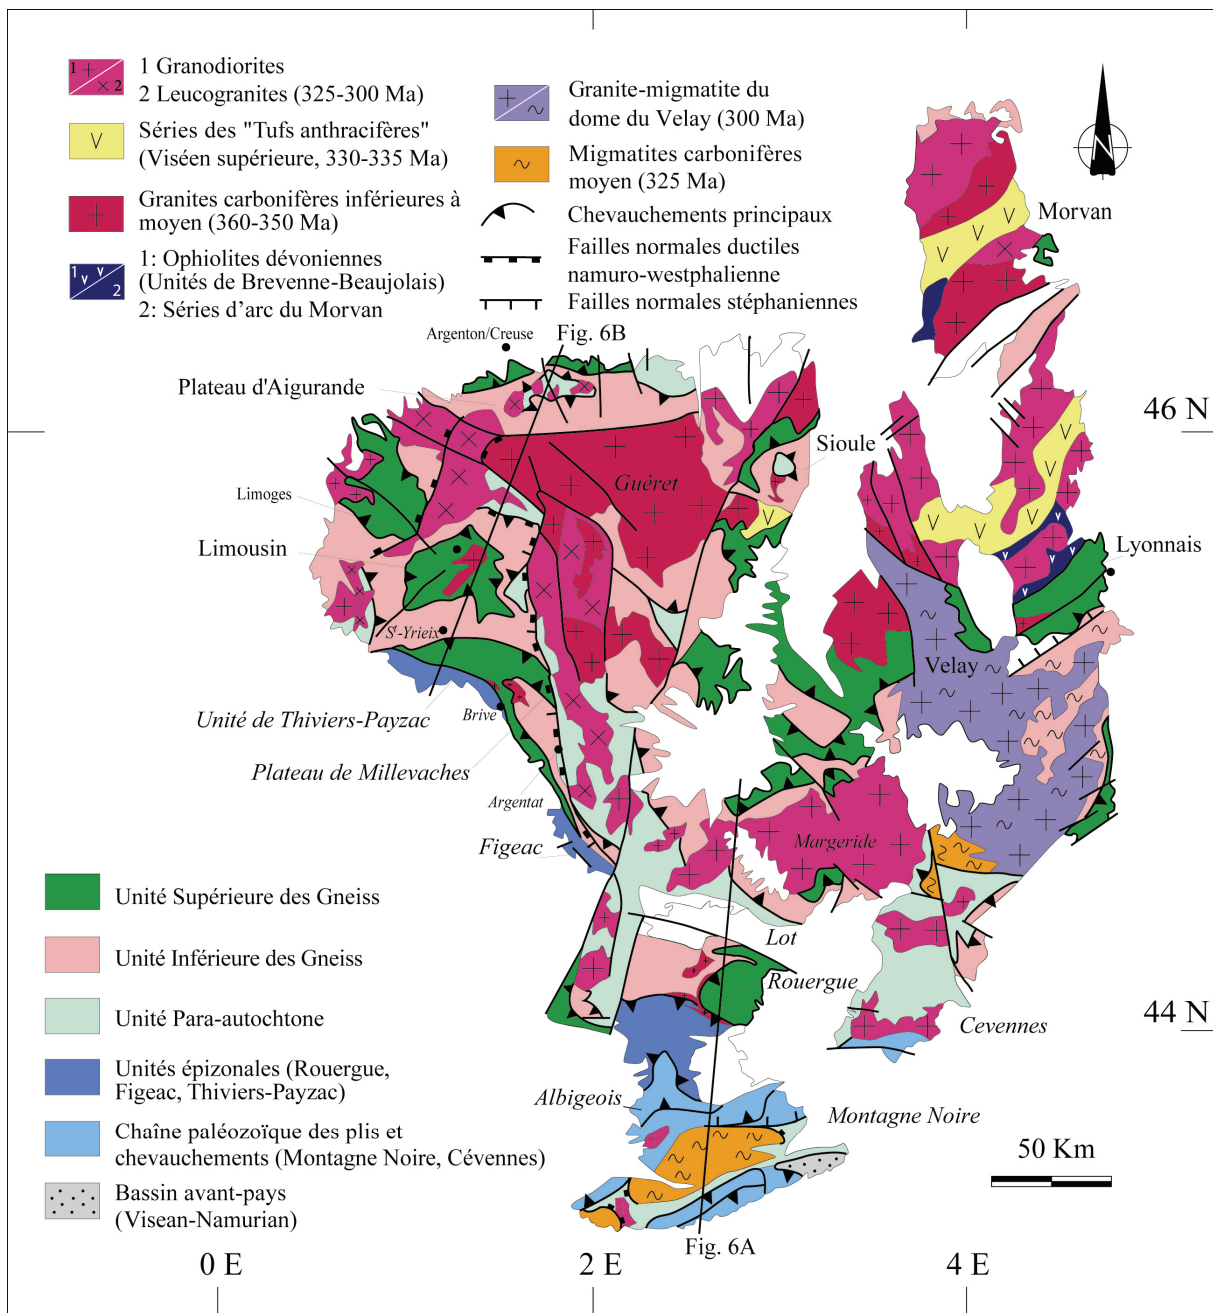 1 Granodiorites
2 Leucogranites (325-300 Ma)
1
2
Séries des "Tufs anthracifères"
(Viséen supérieure, 330-335 Ma)
Granites carbonifères inférieures à
moyen (360-350 Ma)
1: Ophiolites dévoniennes
(Unités de Brevenne-Beaujolais)
2: Séries d'arc du Morvan
1
2
Granite-migmatite du
dome du Velay (300 Ma)
Migmatites carbonifères
moyen (325 Ma)
Chevauchements principaux
Failles normales ductiles
namuro-westphalienne
Failles normales stéphaniennes
N
Morvan
Argenton/Creuse
Fig. 6B
Plateau d'Aigurande
46 N
Sioule
Guéret
Limoges
Limousin
Lyonnais
St-Yrieix
Velay
Unité de Thiviers-Payzac
Brive
Plateau de Millevaches
Argentat
Figeac
Margeride
Unité Supérieure des Gneiss
Unité Inférieure des Gneiss
Unité Para-autochtone
Unités épizonales (Rouergue,
Figeac, Thiviers-Payzac)
Chaîne paléozoïque des plis et
chevauchements (Montagne Noire, Cévennes)
Bassin avant-pays
(Visean-Namurian)
Lot
Rouergue
44 N
Cevennes
Albigeois
Montagne Noire
50 Km
Fig. 6A
0 E
2 E
4 E